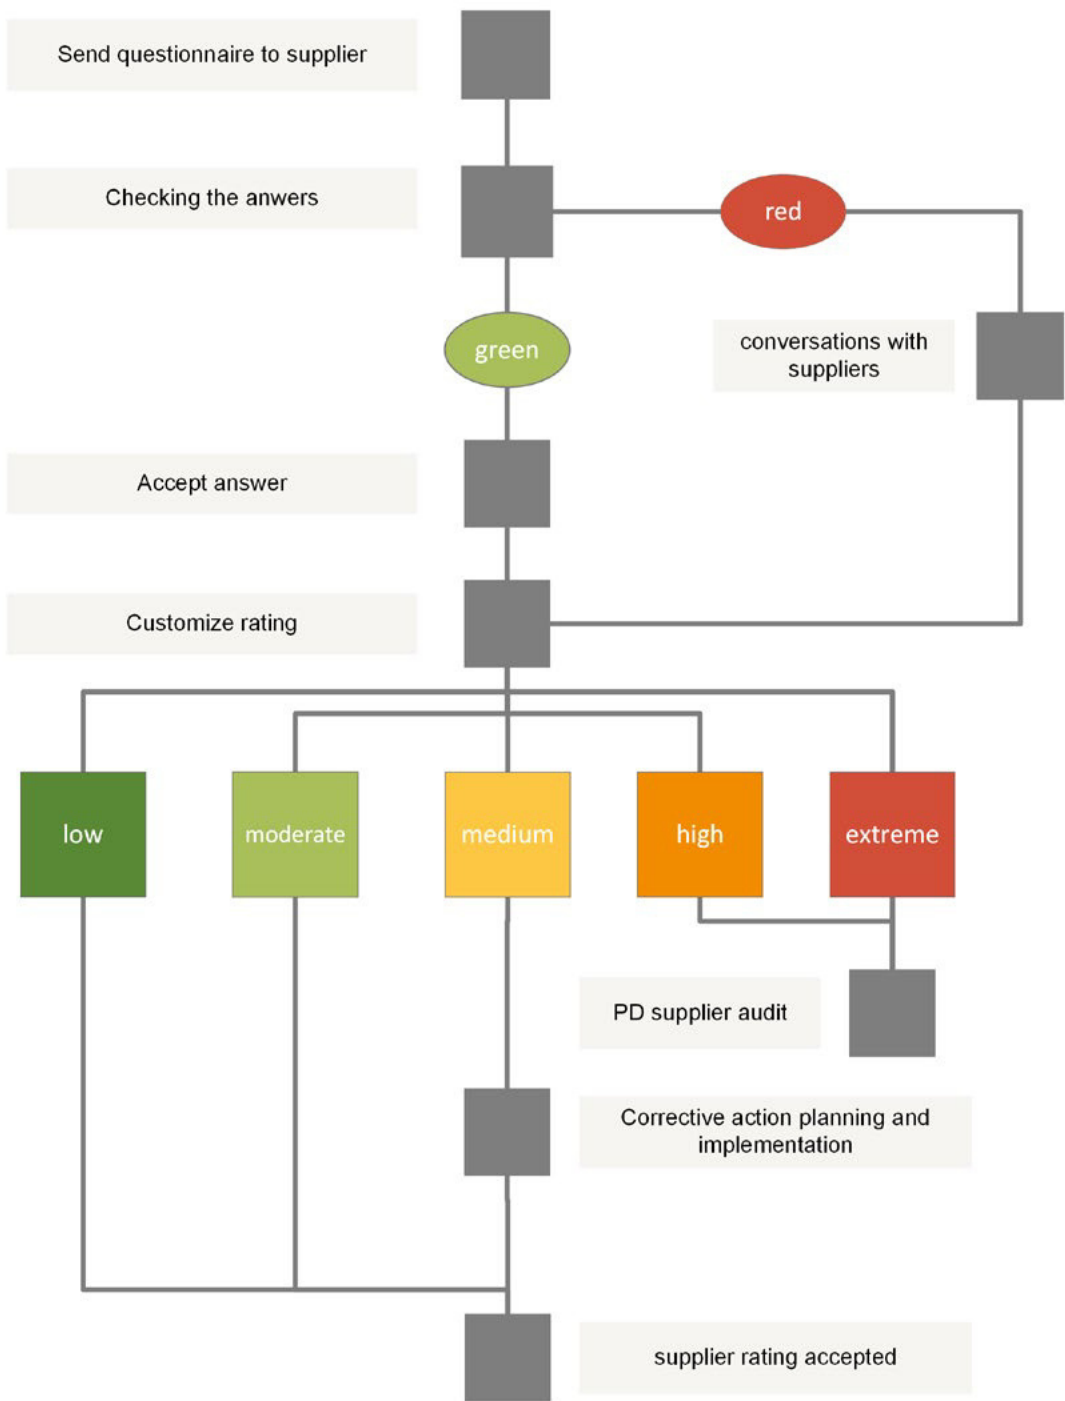 Send questionnaire to supplier
Checking the anwers
red
green
conversations with
suppliers
Accept answer
Customize rating
low
moderate
medium
high
extreme
PD supplier audit
Corrective action planning and
implementation
supplier rating accepted